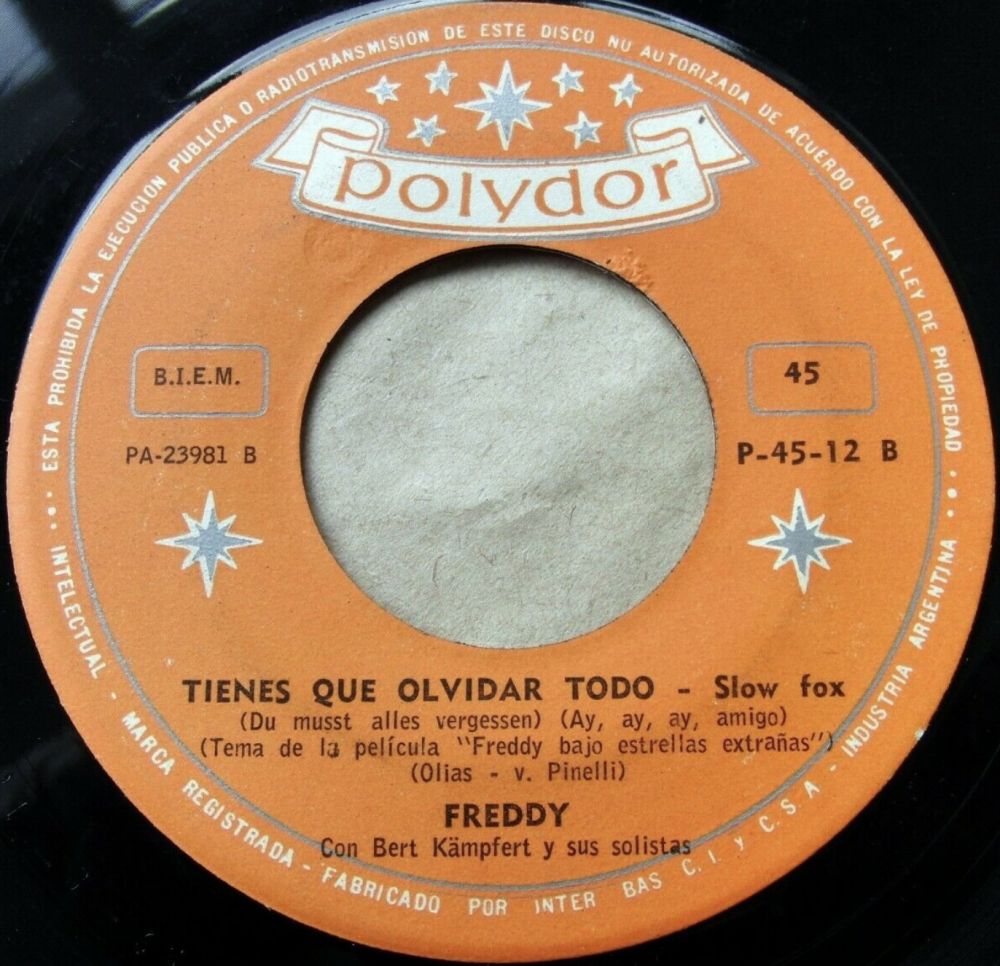 ESTA PROHIBIDA LA EJECUCION PUBLICA O RADIOTRANSMISION DE ESTE DISCO NO AUTORIZADA DE ACUERDO CON LA LEY DE PROPIEDAD
INTELECTUAL - MARCA REGISTRADA - FABRICADO POR INTER BAS C. I. y C. S. A - INDUSTRIA ARGENTINA
polydor
B.I.E.M.
45
PA-23981 B
P-45-12 B
TIENES QUE OLVIDAR TODO - Slow fox
(Du musst alles vergessen) (Ay, ay, ay, amigo)
(Tema de la película "Freddy bajo estrellas extrañas")
(Olias - v. Pinelli)
FREDDY
Con Bert Kämpfert y sus solistas